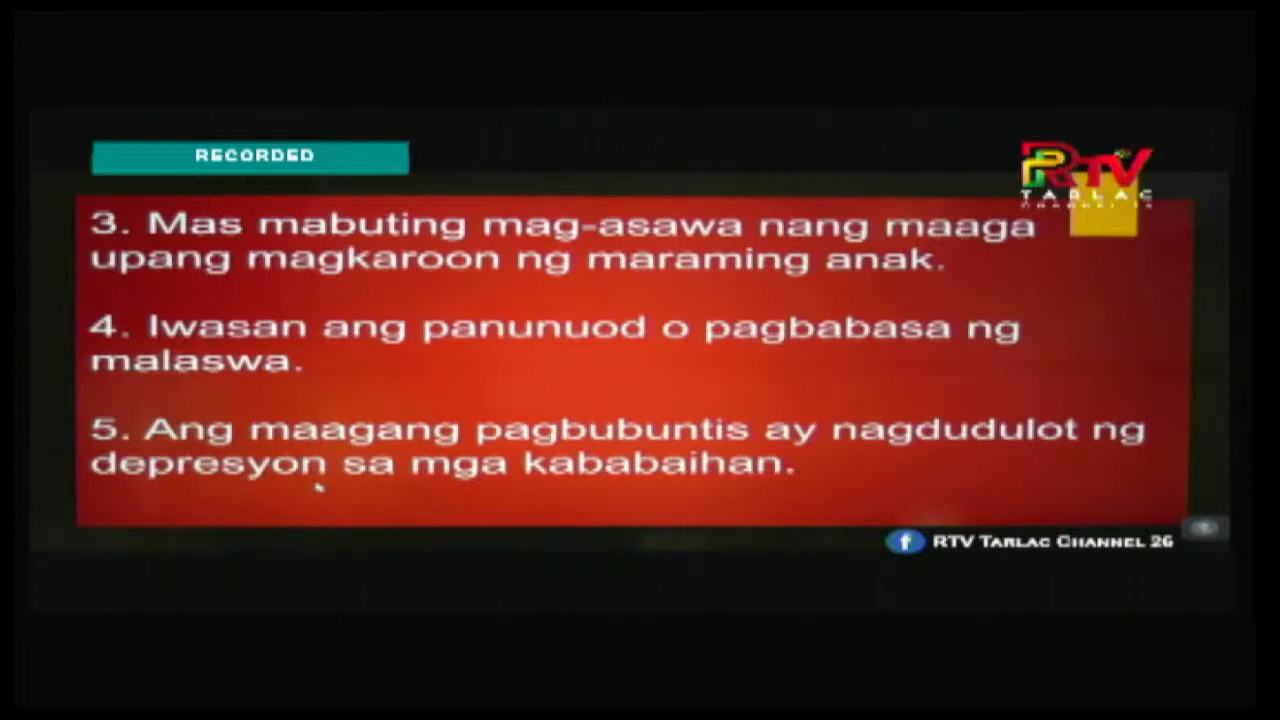 RECORDED
RTV
TARLAC
3. Mas mabuting mag-asawa nang maaga
upang magkaroon ng maraming anak.
4. Iwasan ang panunuod o pagbabasa ng
malaswa.
5. Ang maagang pagbubuntis ay nagdudulot ng
depresyon sa mga kababaihan.
RTV TARLAC CHANNEL 26